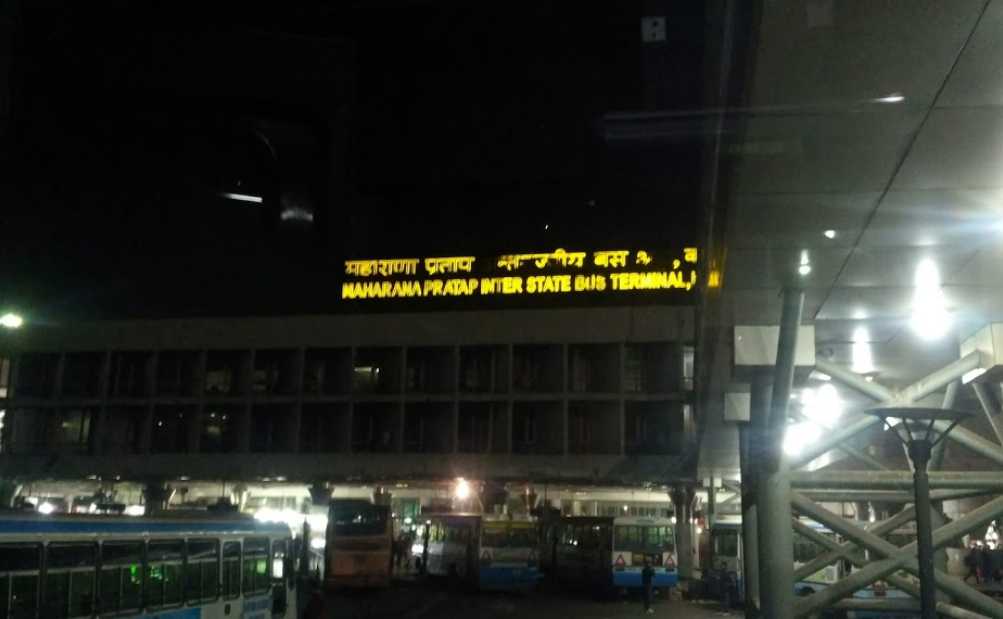 महाराणा प्रताप बस
MAHARANA PRATAP INTER STATE BUS TERMINAL,